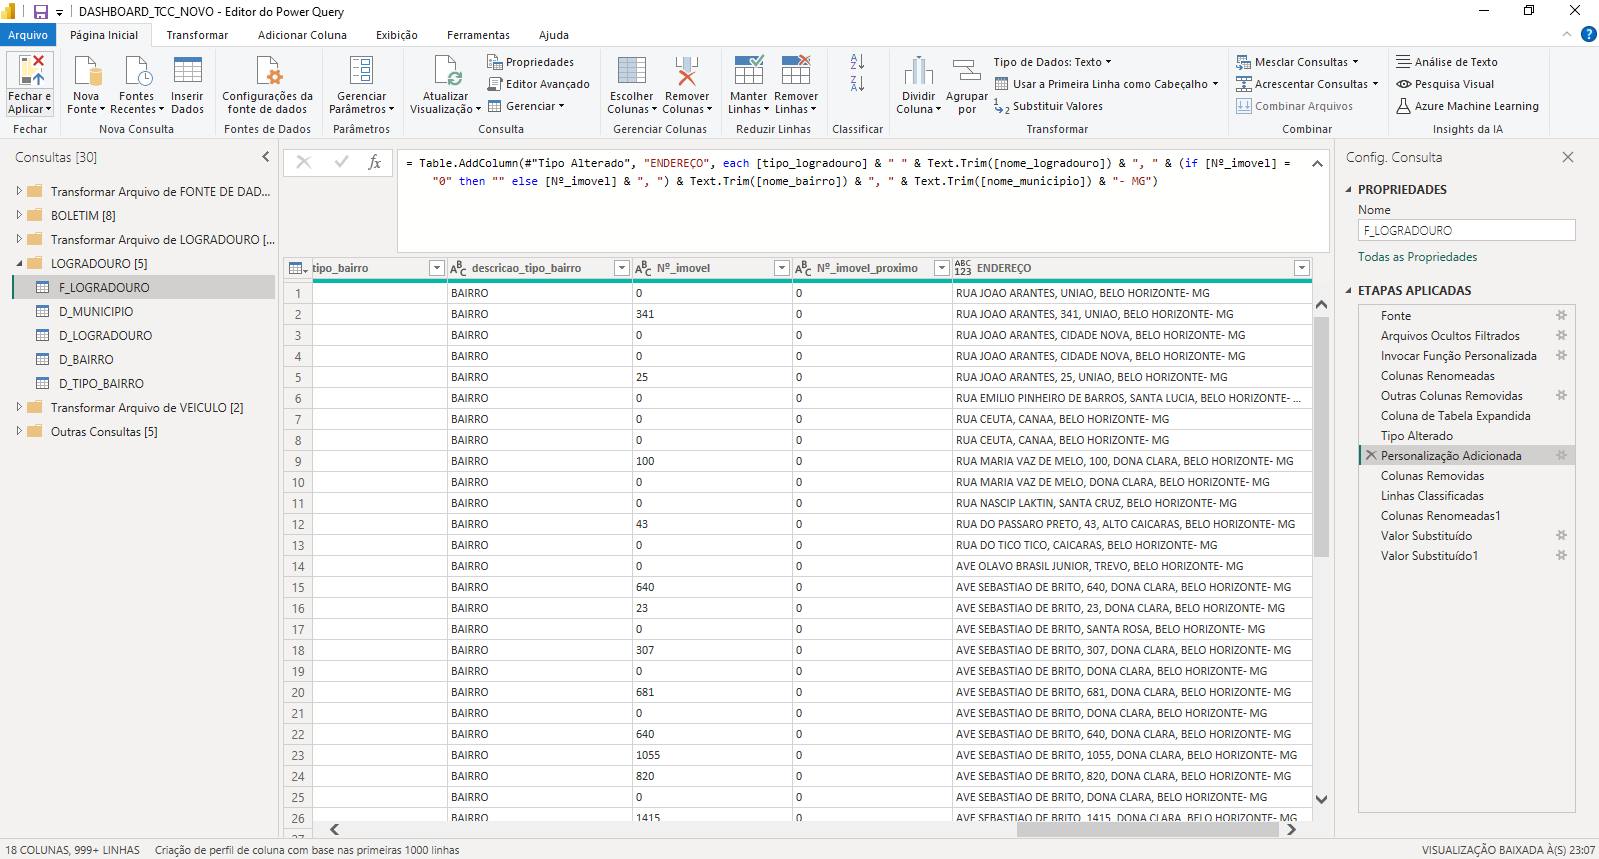 DASHBOARD_TCC_NOVO - Editor do Power Query
Arquivo
Página Inicial
Transformar
Adicionar Coluna
Exibição
Ferramentas
Ajuda
Fechar e Aplicar
Fechar
Nova Fonte
Fontes Recentes
Inserir Dados
Nova Consulta
Configurações da fonte de dados
Fontes de Dados
Gerenciar Parâmetros
Parâmetros
Atualizar Visualização
Propriedades
Editor Avançado
Gerenciar
Consulta
Escolher Colunas
Remover Colunas
Gerenciar Colunas
Manter Linhas
Remover Linhas
Reduzir Linhas
Classificar
Dividir Coluna
Agrupar por
Tipo de Dados: Texto
Usar a Primeira Linha como Cabeçalho
Substituir Valores
Transformar
Mesclar Consultas
Acrescentar Consultas
Combinar Arquivos
Combinar
Análise de Texto
Pesquisa Visual
Azure Machine Learning
Insights da IA
Consultas [30]
Transformar Arquivo de FONTE DE DAD...
BOLETIM [8]
Transformar Arquivo de LOGRADOURO [...
LOGRADOURO [5]
F_LOGRADOURO
D_MUNICIPIO
D_LOGRADOURO
D_BAIRRO
D_TIPO_BAIRRO
Transformar Arquivo de VEICULO [2]
Outras Consultas [5]
fx
= Table.AddColumn(#"Tipo Alterado", "ENDEREÇO", each [tipo_logradouro] & " " & Text.Trim([nome_logradouro]) & ", " & (if [Nº_imovel] =
"0" then "" else [Nº_imovel] & ", ") & Text.Trim([nome_bairro]) & ", " & Text.Trim([nome_municipio]) & "- MG")
tipo_bairro ABC descricao_tipo_bairro ABC Nº_imovel ABC Nº_imovel_proximo ABC 123 ENDEREÇO
1 BAIRRO 0 0 RUA JOAO ARANTES, UNIAO, BELO HORIZONTE- MG
2 BAIRRO 341 0 RUA JOAO ARANTES, 341, UNIAO, BELO HORIZONTE- MG
3 BAIRRO 0 0 RUA JOAO ARANTES, CIDADE NOVA, BELO HORIZONTE- MG
4 BAIRRO 0 0 RUA JOAO ARANTES, CIDADE NOVA, BELO HORIZONTE- MG
5 BAIRRO 25 0 RUA JOAO ARANTES, 25, UNIAO, BELO HORIZONTE- MG
6 BAIRRO 0 0 RUA EMILIO PINHEIRO DE BARROS, SANTA LUCIA, BELO HORIZONTE- ...
7 BAIRRO 0 0 RUA CEUTA, CANAA, BELO HORIZONTE- MG
8 BAIRRO 0 0 RUA CEUTA, CANAA, BELO HORIZONTE- MG
9 BAIRRO 100 0 RUA MARIA VAZ DE MELO, 100, DONA CLARA, BELO HORIZONTE- MG
10 BAIRRO 0 0 RUA MARIA VAZ DE MELO, DONA CLARA, BELO HORIZONTE- MG
11 BAIRRO 0 0 RUA NASCIP LAKTIN, SANTA CRUZ, BELO HORIZONTE- MG
12 BAIRRO 43 0 RUA DO PASSARO PRETO, 43, ALTO CAICARAS, BELO HORIZONTE- MG
13 BAIRRO 0 0 RUA DO TICO TICO, CAICARAS, BELO HORIZONTE- MG
14 BAIRRO 0 0 AVE OLAVO BRASIL JUNIOR, TREVO, BELO HORIZONTE- MG
15 BAIRRO 640 0 AVE SEBASTIAO DE BRITO, 640, DONA CLARA, BELO HORIZONTE- MG
16 BAIRRO 23 0 AVE SEBASTIAO DE BRITO, 23, DONA CLARA, BELO HORIZONTE- MG
17 BAIRRO 0 0 AVE SEBASTIAO DE BRITO, SANTA ROSA, BELO HORIZONTE- MG
18 BAIRRO 307 0 AVE SEBASTIAO DE BRITO, 307, DONA CLARA, BELO HORIZONTE- MG
19 BAIRRO 0 0 AVE SEBASTIAO DE BRITO, DONA CLARA, BELO HORIZONTE- MG
20 BAIRRO 681 0 AVE SEBASTIAO DE BRITO, 681, DONA CLARA, BELO HORIZONTE- MG
21 BAIRRO 0 0 AVE SEBASTIAO DE BRITO, DONA CLARA, BELO HORIZONTE- MG
22 BAIRRO 640 0 AVE SEBASTIAO DE BRITO, 640, DONA CLARA, BELO HORIZONTE- MG
23 BAIRRO 1055 0 AVE SEBASTIAO DE BRITO, 1055, DONA CLARA, BELO HORIZONTE- MG
24 BAIRRO 820 0 AVE SEBASTIAO DE BRITO, 820, DONA CLARA, BELO HORIZONTE- MG
25 BAIRRO 0 0 AVE SEBASTIAO DE BRITO, DONA CLARA, BELO HORIZONTE- MG
26 BAIRRO 1415 0 AVE SEBASTIAO DE BRITO, 1415, DONA CLARA, BELO HORIZONTE- MG
27
Config. Consulta
PROPRIEDADES
Nome
F_LOGRADOURO
Todas as Propriedades
ETAPAS APLICADAS
Fonte
Arquivos Ocultos Filtrados
Invocar Função Personalizada
Colunas Renomeadas
Outras Colunas Removidas
Coluna de Tabela Expandida
Tipo Alterado
Personalização Adicionada
Colunas Removidas
Linhas Classificadas
Colunas Renomeadas1
Valor Substituído
Valor Substituído1
18 COLUNAS, 999+ LINHAS
Criação de perfil de coluna com base nas primeiras 1000 linhas
VISUALIZAÇÃO BAIXADA À(S) 23:07